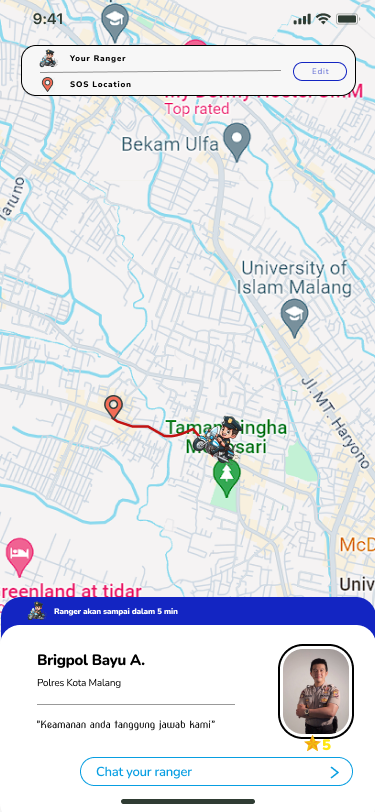 9:41
Your Ranger
Edit
SOS Location
Top rated
Bekam Ulfa
University of
Islam Malang
Jl. MT. Haryono
Taman Singha
Merjosari
McD
Greenland at tidar
Univ
Ranger akan sampai dalam 5 min
Brigpol Bayu A.
Polres Kota Malang
"Keamanan anda tanggung jawab kami"
5
Chat your ranger